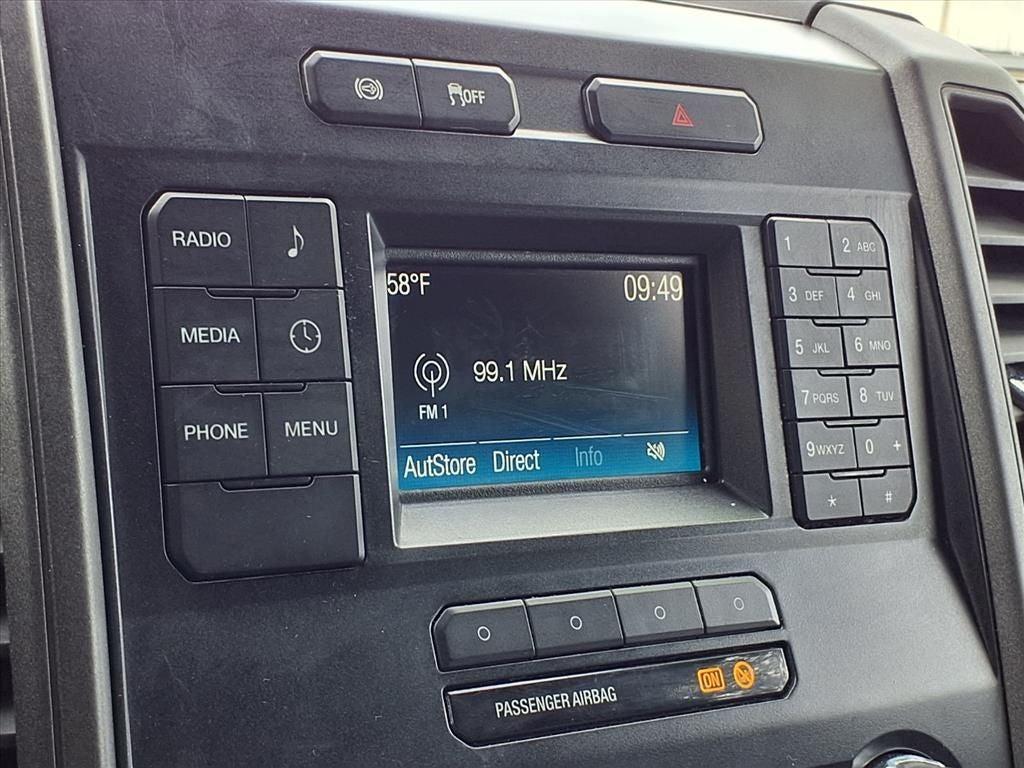 OFF
RADIO
MEDIA
PHONE
MENU
58°F
09:49
99.1 MHz
FM 1
AutStore Direct Info
1
2 ABC
3 DEF
4 GHI
5 JKL
6 MNO
7 PQRS
8 TUV
9 WXYZ
0 +
*
#
PASSENGER AIRBAG
ON